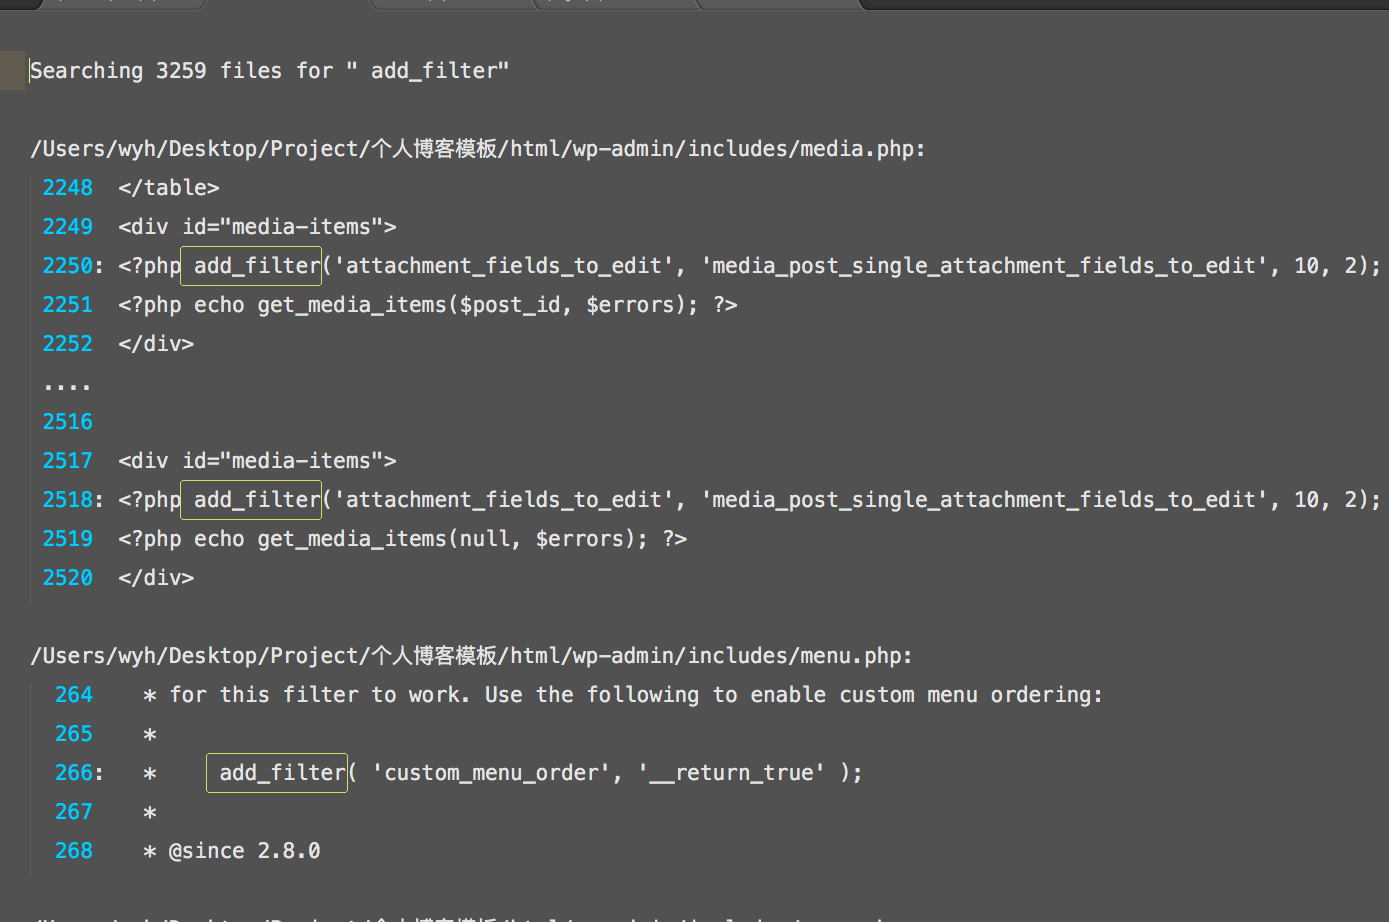 Searching 3259 files for " add_filter"
/Users/wyh/Desktop/Project/个人博客模板/html/wp-admin/includes/media.php:
2248  </table>
2249  <div id="media-items">
2250: <?php add_filter('attachment_fields_to_edit', 'media_post_single_attachment_fields_to_edit', 10, 2);
2251  <?php echo get_media_items($post_id, $errors); ?>
2252  </div>
....
2516
2517  <div id="media-items">
2518: <?php add_filter('attachment_fields_to_edit', 'media_post_single_attachment_fields_to_edit', 10, 2);
2519  <?php echo get_media_items(null, $errors); ?>
2520  </div>
/Users/wyh/Desktop/Project/个人博客模板/html/wp-admin/includes/menu.php:
264    * for this filter to work. Use the following to enable custom menu ordering:
265    *
266:   *     add_filter( 'custom_menu_order', '__return_true' );
267    *
268    * @since 2.8.0